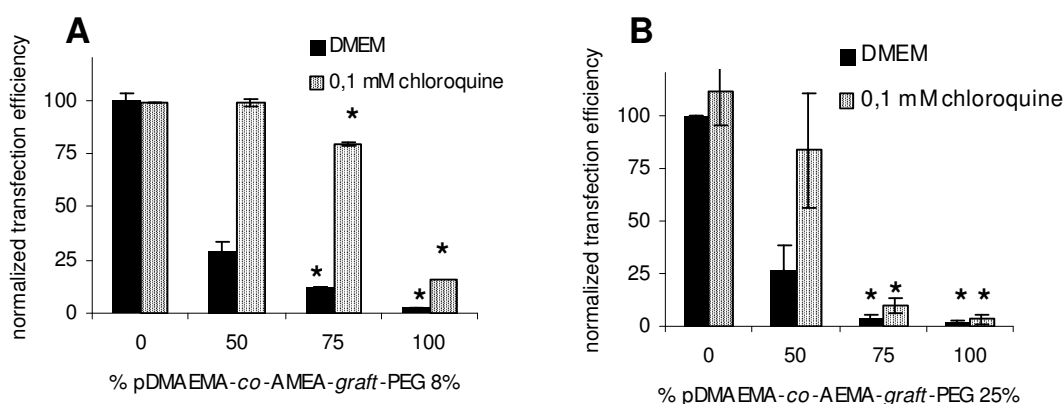 A
DMEM
0,1 mM chloroquine
normalized transfection efficiency
100
75
50
25
0
*
*
*
*
0 50 75 100
% pDMAEMA-co-AMEA-graft-PEG 8%
B
DMEM
0,1 mM chloroquine
normalized transfection efficiency
100
75
50
25
0
* * * *
0 50 75 100
% pDMAEMA-co-AEMA-graft-PEG 25%